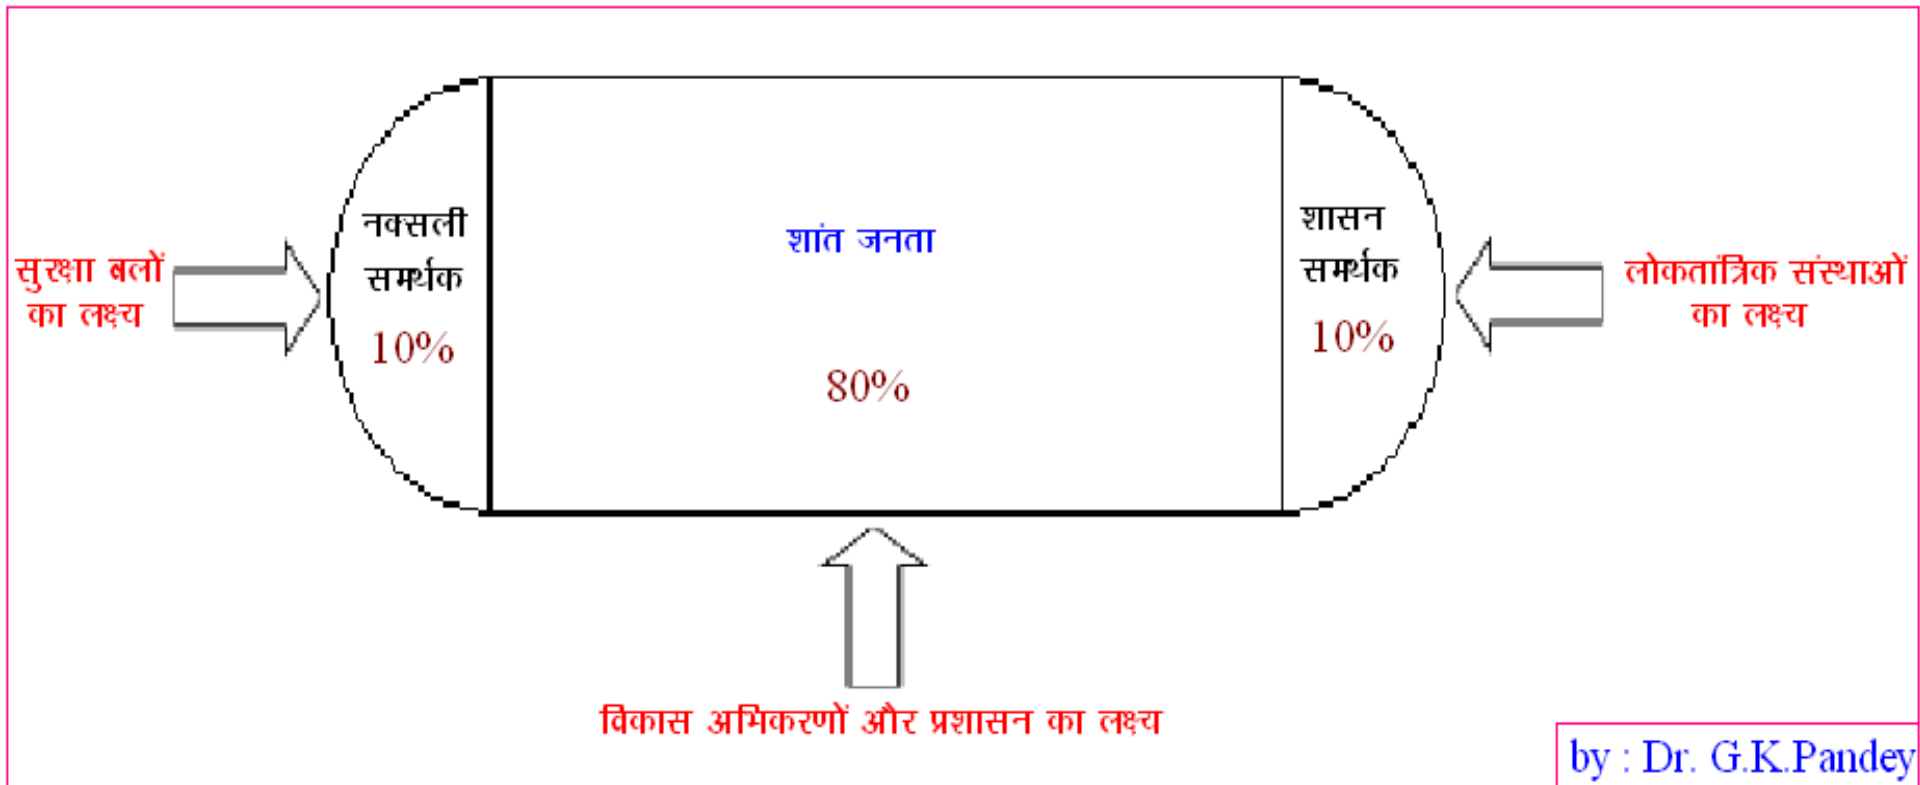 सुरक्षा बलों
का लक्ष्य
नक्सली
समर्थक
10%
शांत जनता
80%
शासन
समर्थक
10%
लोकतांत्रिक संस्थाओं
का लक्ष्य
विकास अभिकरणों और प्रशासन का लक्ष्य
by : Dr. G.K.Pandey